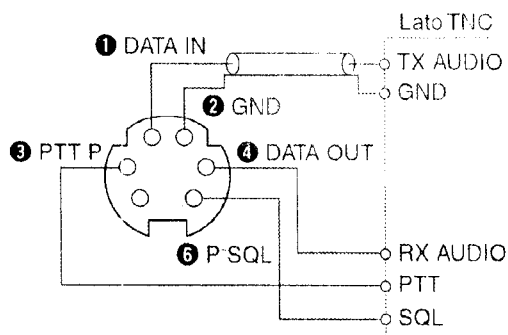 Lato TNC
❶ DATA IN
TX AUDIO
❷ GND
GND
❸ PTT P
❹ DATA OUT
❻ P SQL
RX AUDIO
PTT
SQL